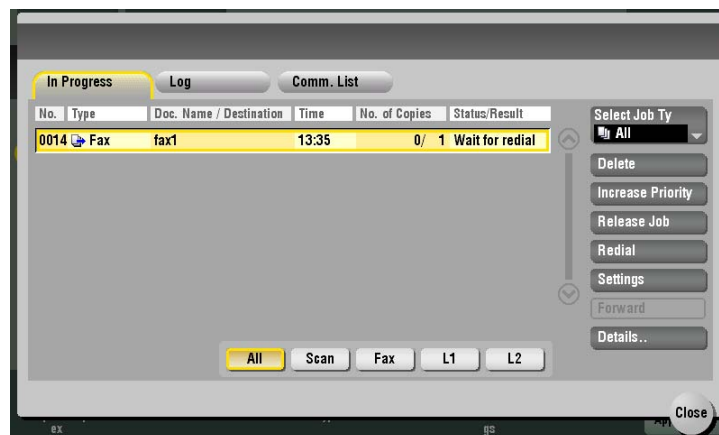 In Progress
Log
Comm. List
No. Type Doc. Name / Destination Time No. of Copies Status/Result
0014 Fax fax1 13:35 0/ 1 Wait for redial
Select Job Ty
All
Delete
Increase Priority
Release Job
Redial
Settings
Forward
Details..
All Scan Fax L1 L2
Close
ex
gs